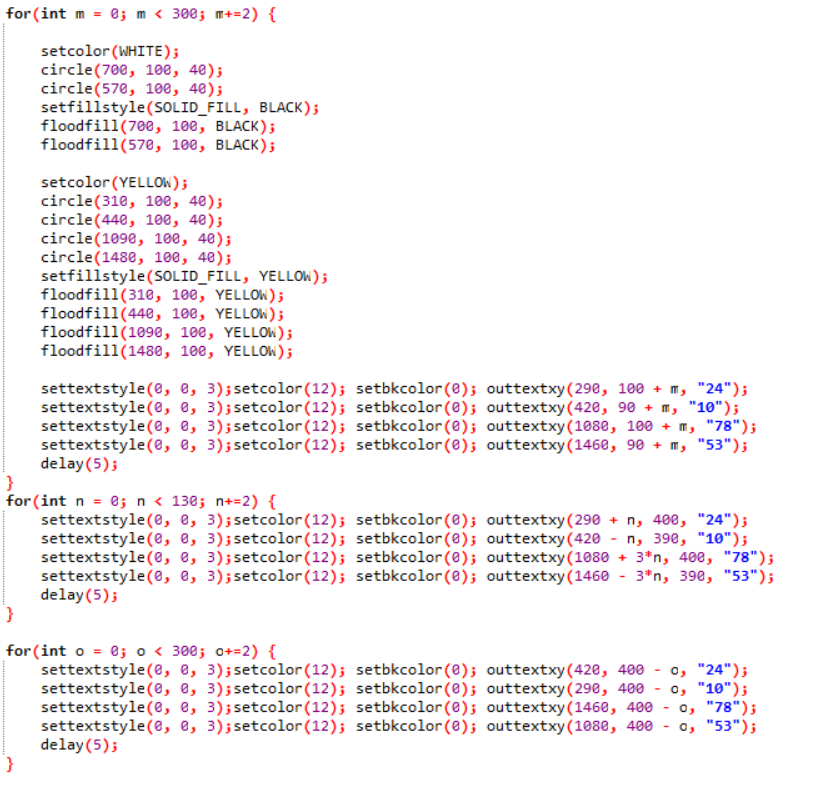 for(int m = 0; m < 300; m+=2) {
setcolor(WHITE);
circle(700, 100, 40);
circle(570, 100, 40);
setfillstyle(SOLID_FILL, BLACK);
floodfill(700, 100, BLACK);
floodfill(570, 100, BLACK);
setcolor(YELLOW);
circle(310, 100, 40);
circle(440, 100, 40);
circle(1090, 100, 40);
circle(1480, 100, 40);
setfillstyle(SOLID_FILL, YELLOW);
floodfill(310, 100, YELLOW);
floodfill(440, 100, YELLOW);
floodfill(1090, 100, YELLOW);
floodfill(1480, 100, YELLOW);
settextstyle(0, 0, 3);setcolor(12); setbkcolor(0); outtextxy(290, 100 + m, "24");
settextstyle(0, 0, 3);setcolor(12); setbkcolor(0); outtextxy(420, 90 + m, "10");
settextstyle(0, 0, 3);setcolor(12); setbkcolor(0); outtextxy(1080, 100 + m, "78");
settextstyle(0, 0, 3);setcolor(12); setbkcolor(0); outtextxy(1460, 90 + m, "53");
delay(5);
}
for(int n = 0; n < 130; n+=2) {
settextstyle(0, 0, 3);setcolor(12); setbkcolor(0); outtextxy(290 + n, 400, "24");
settextstyle(0, 0, 3);setcolor(12); setbkcolor(0); outtextxy(420 - n, 390, "10");
settextstyle(0, 0, 3);setcolor(12); setbkcolor(0); outtextxy(1080 + 3*n, 400, "78");
settextstyle(0, 0, 3);setcolor(12); setbkcolor(0); outtextxy(1460 - 3*n, 390, "53");
delay(5);
}
for(int o = 0; o < 300; o+=2) {
settextstyle(0, 0, 3);setcolor(12); setbkcolor(0); outtextxy(420, 400 - o, "24");
settextstyle(0, 0, 3);setcolor(12); setbkcolor(0); outtextxy(290, 400 - o, "10");
settextstyle(0, 0, 3);setcolor(12); setbkcolor(0); outtextxy(1460, 400 - o, "78");
settextstyle(0, 0, 3);setcolor(12); setbkcolor(0); outtextxy(1080, 400 - o, "53");
delay(5);
}